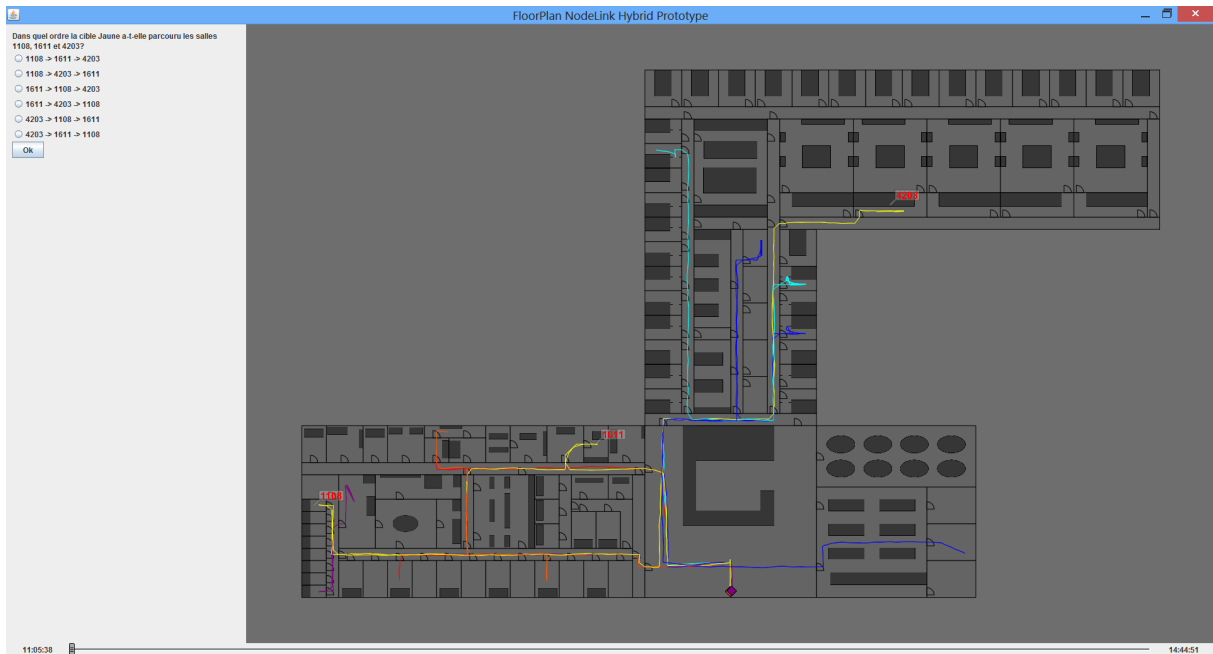 FloorPlan NodeLink Hybrid Prototype
Dans quel ordre la cible Jaune a-t-elle parcouru les salles
1108, 1611 et 4203?
1108 -> 1611 -> 4203
1108 -> 4203 -> 1611
1611 -> 1108 -> 4203
1611 -> 4203 -> 1108
4203 -> 1108 -> 1611
4203 -> 1611 -> 1108
Ok
4203
1611
1108
11:05:38
14:44:51